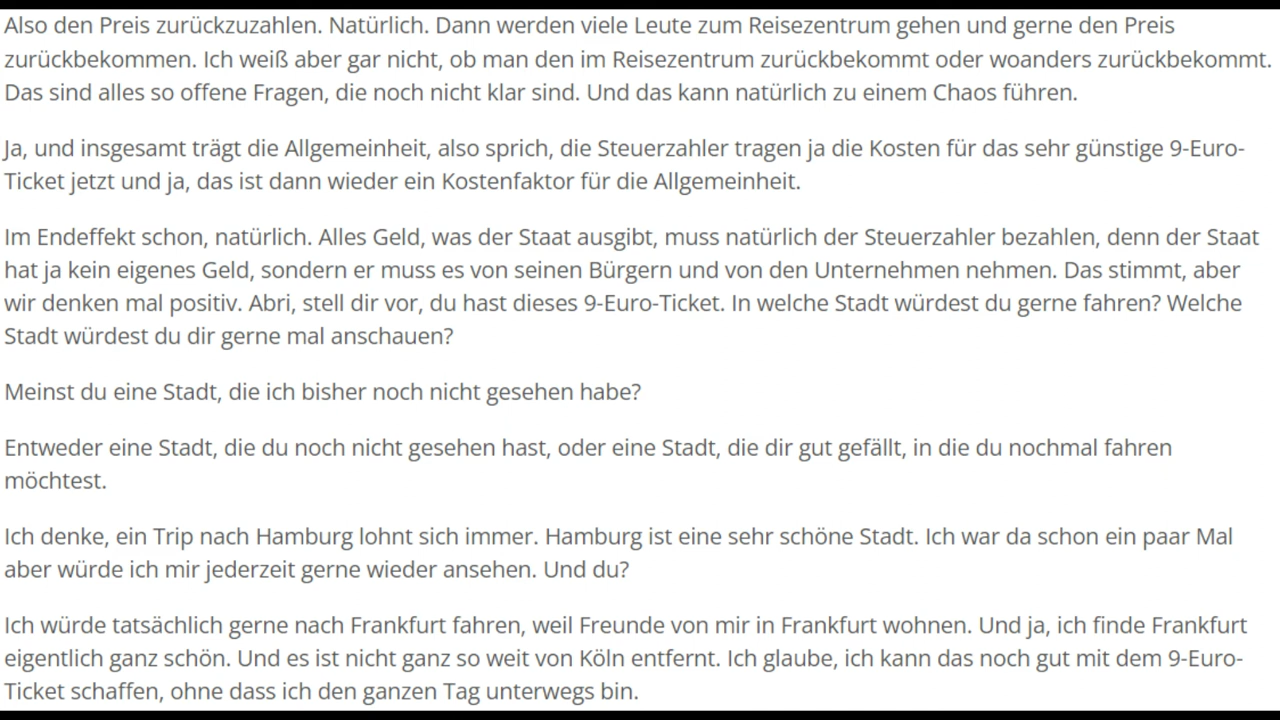 Also den Preis zurückzuzahlen. Natürlich. Dann werden viele Leute zum Reisezentrum gehen und gerne den Preis
zurückbekommen. Ich weiß aber gar nicht, ob man den im Reisezentrum zurückbekommt oder woanders zurückbekommt.
Das sind alles so offene Fragen, die noch nicht klar sind. Und das kann natürlich zu einem Chaos führen.
Ja, und insgesamt trägt die Allgemeinheit, also sprich, die Steuerzahler tragen ja die Kosten für das sehr günstige 9-Euro-
Ticket jetzt und ja, das ist dann wieder ein Kostenfaktor für die Allgemeinheit.
Im Endeffekt schon, natürlich. Alles Geld, was der Staat ausgibt, muss natürlich der Steuerzahler bezahlen, denn der Staat
hat ja kein eigenes Geld, sondern er muss es von seinen Bürgern und von den Unternehmen nehmen. Das stimmt, aber
wir denken mal positiv. Abri, stell dir vor, du hast dieses 9-Euro-Ticket. In welche Stadt würdest du gerne fahren? Welche
Stadt würdest du dir gerne mal anschauen?
Meinst du eine Stadt, die ich bisher noch nicht gesehen habe?
Entweder eine Stadt, die du noch nicht gesehen hast, oder eine Stadt, die dir gut gefällt, in die du nochmal fahren
möchtest.
Ich denke, ein Trip nach Hamburg lohnt sich immer. Hamburg ist eine sehr schöne Stadt. Ich war da schon ein paar Mal
aber würde ich mir jederzeit gerne wieder ansehen. Und du?
Ich würde tatsächlich gerne nach Frankfurt fahren, weil Freunde von mir in Frankfurt wohnen. Und ja, ich finde Frankfurt
eigentlich ganz schön. Und es ist nicht ganz so weit von Köln entfernt. Ich glaube, ich kann das noch gut mit dem 9-Euro-
Ticket schaffen, ohne dass ich den ganzen Tag unterwegs bin.